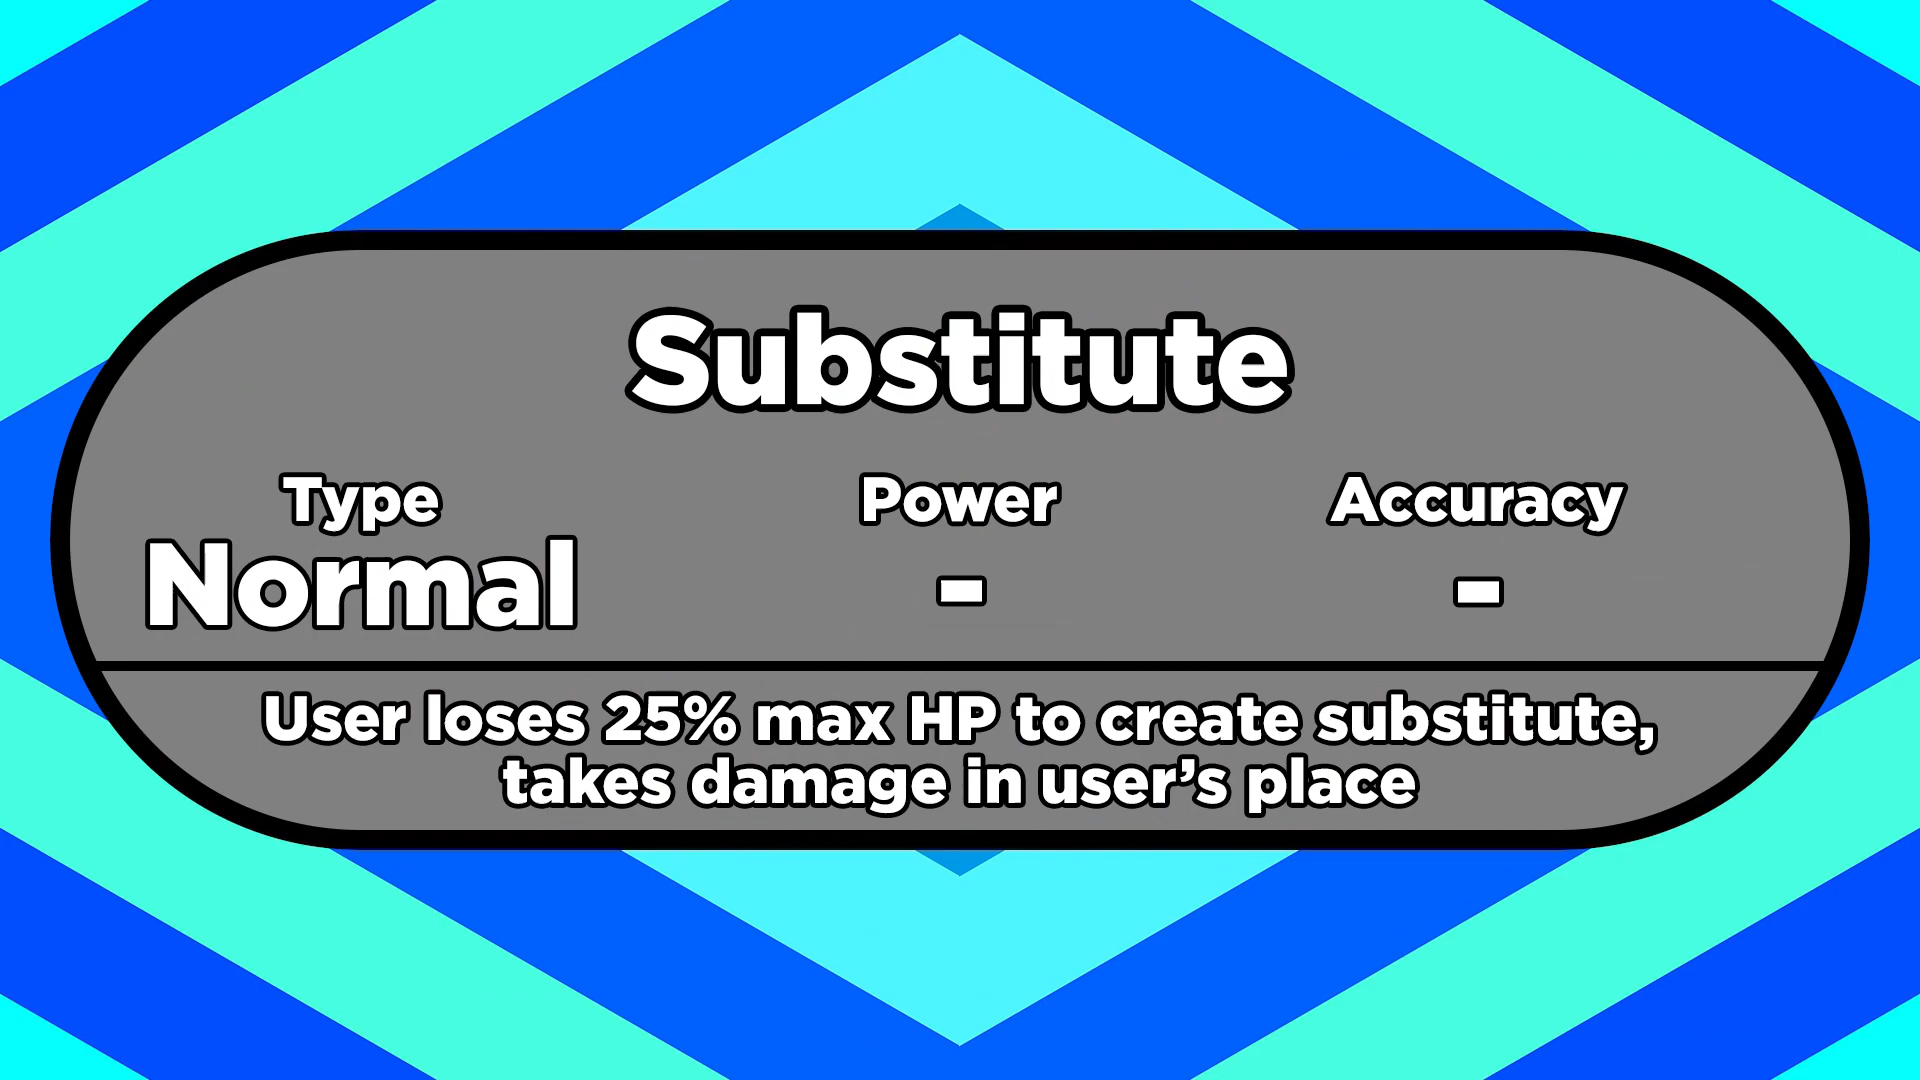 Substitute
Type Power Accuracy
Normal - -
User loses 25% max HP to create substitute,
takes damage in user’s place